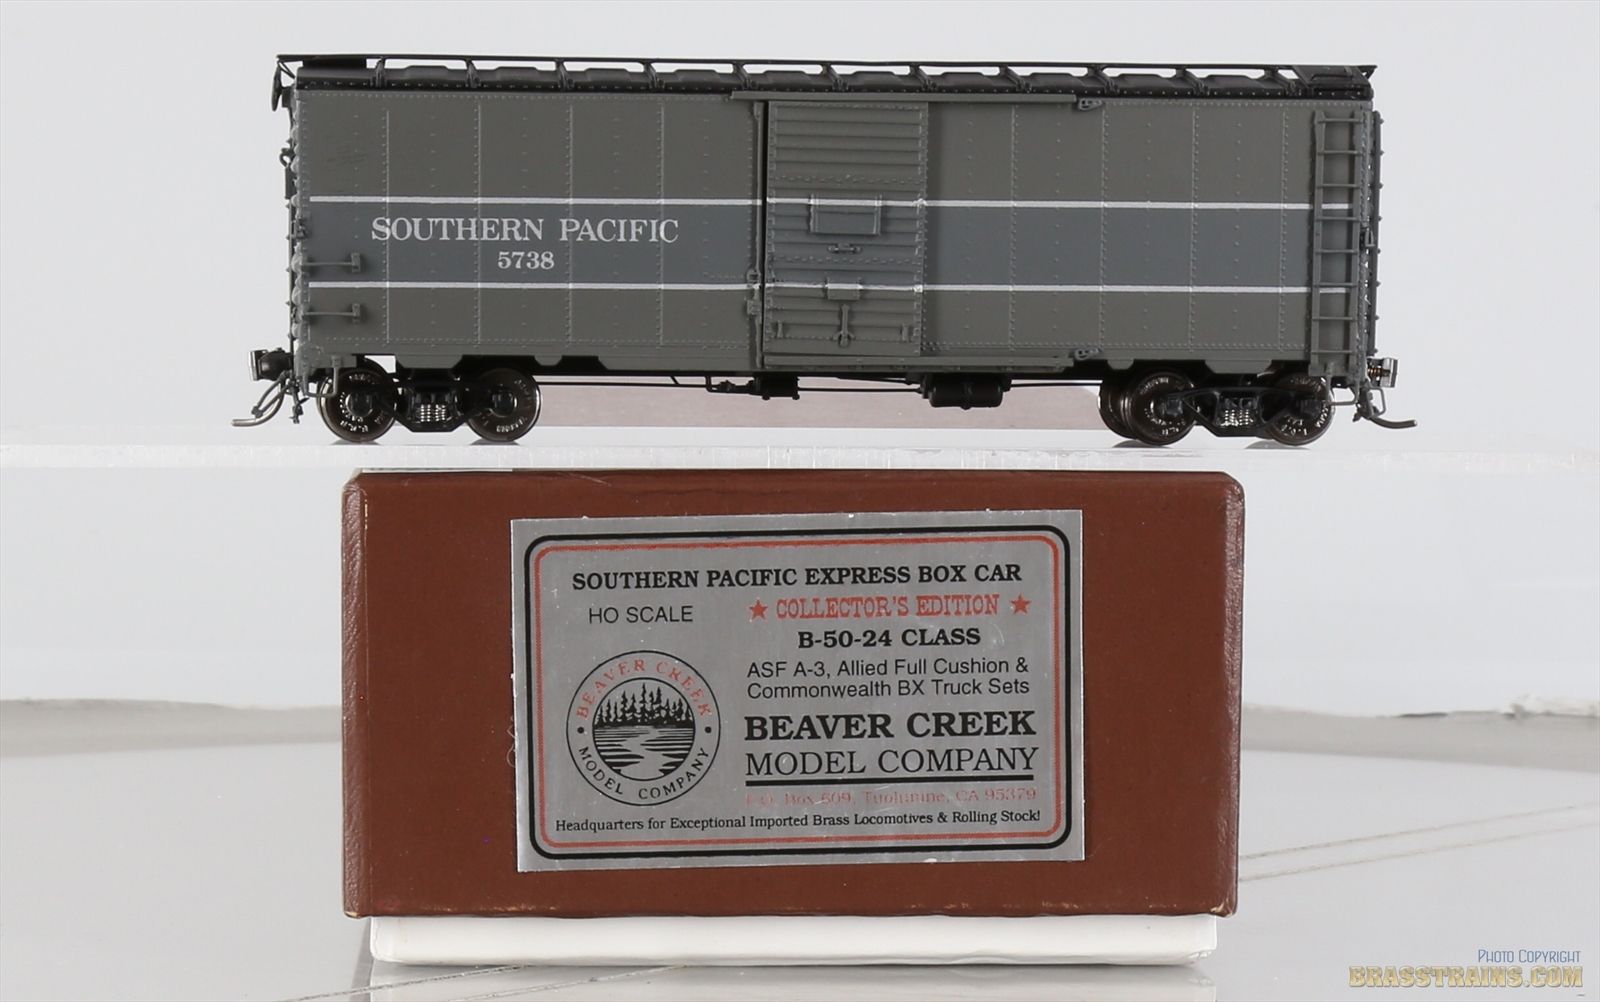 SOUTHERN PACIFIC
5738
SOUTHERN PACIFIC EXPRESS BOX CAR
HO SCALE
★ COLLECTOR'S EDITION ★
B-50-24 CLASS
ASF A-3, Allied Full Cushion &
Commonwealth BX Truck Sets
BEAVER CREEK
MODEL COMPANY
BEAVER CREEK
MODEL COMPANY
P.O. Box 609, Tuolumne, CA 95379
Headquarters for Exceptional Imported Brass Locomotives & Rolling Stock!
PHOTO COPYRIGHT
BRASSTRAINS.COM